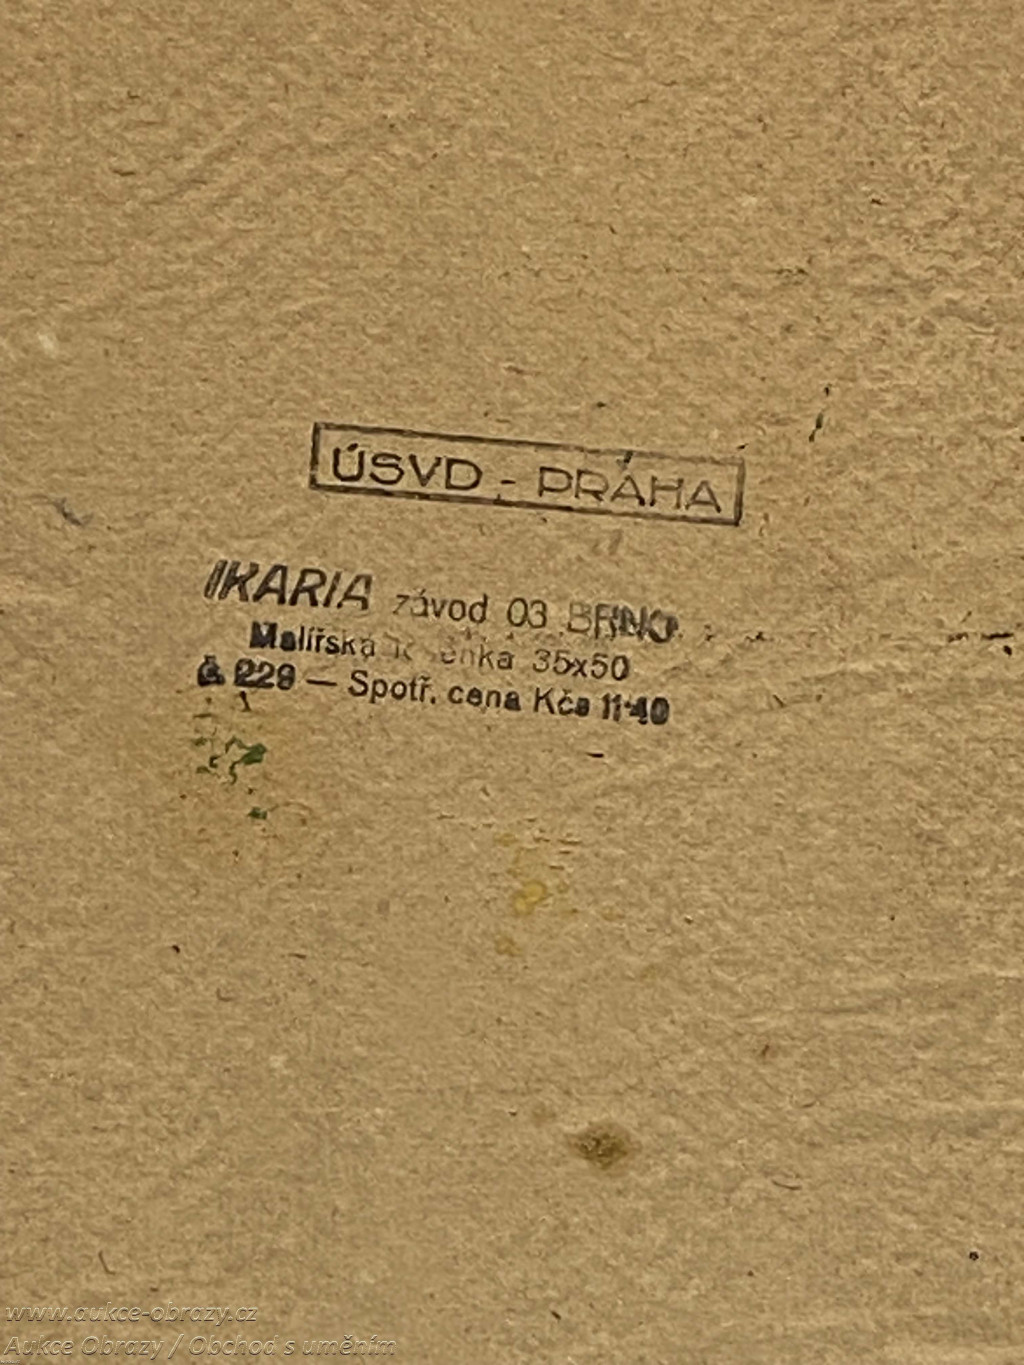 ÚSVD - PRAHA
IKARIA závod 03 BRNO
Malířská 35x50
č. 229 — Spotř. cena Kčs 11·40
www.aukce-obrazy.cz
Aukce Obrazy / Obchod s uměním